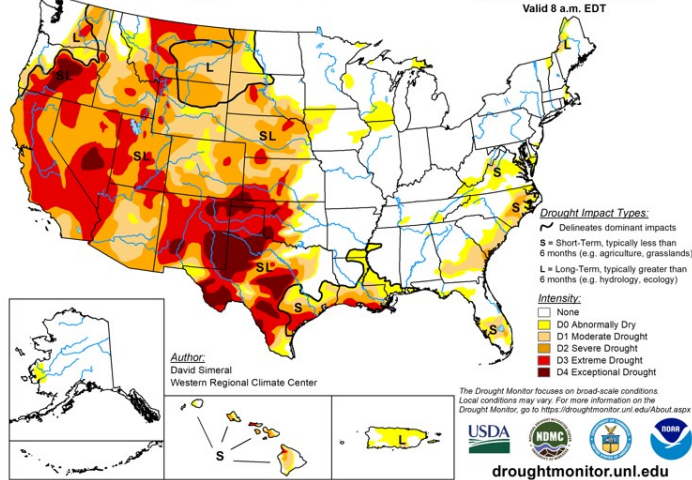 Valid 8 a.m. EDT
L
L
SL
L
SL
SL
S
S
SL
S
S
Drought Impact Types:
Delineates dominant impacts
S = Short-Term, typically less than
6 months (e.g. agriculture, grasslands)
L = Long-Term, typically greater than
6 months (e.g. hydrology, ecology)
Intensity:
None
D0 Abnormally Dry
D1 Moderate Drought
D2 Severe Drought
D3 Extreme Drought
D4 Exceptional Drought
Author:
David Simeral
Western Regional Climate Center
S
L
The Drought Monitor focuses on broad-scale conditions.
Local conditions may vary. For more information on the
Drought Monitor, go to https://droughtmonitor.unl.edu/About.aspx
USDA
NDMC
NOAA
droughtmonitor.unl.edu